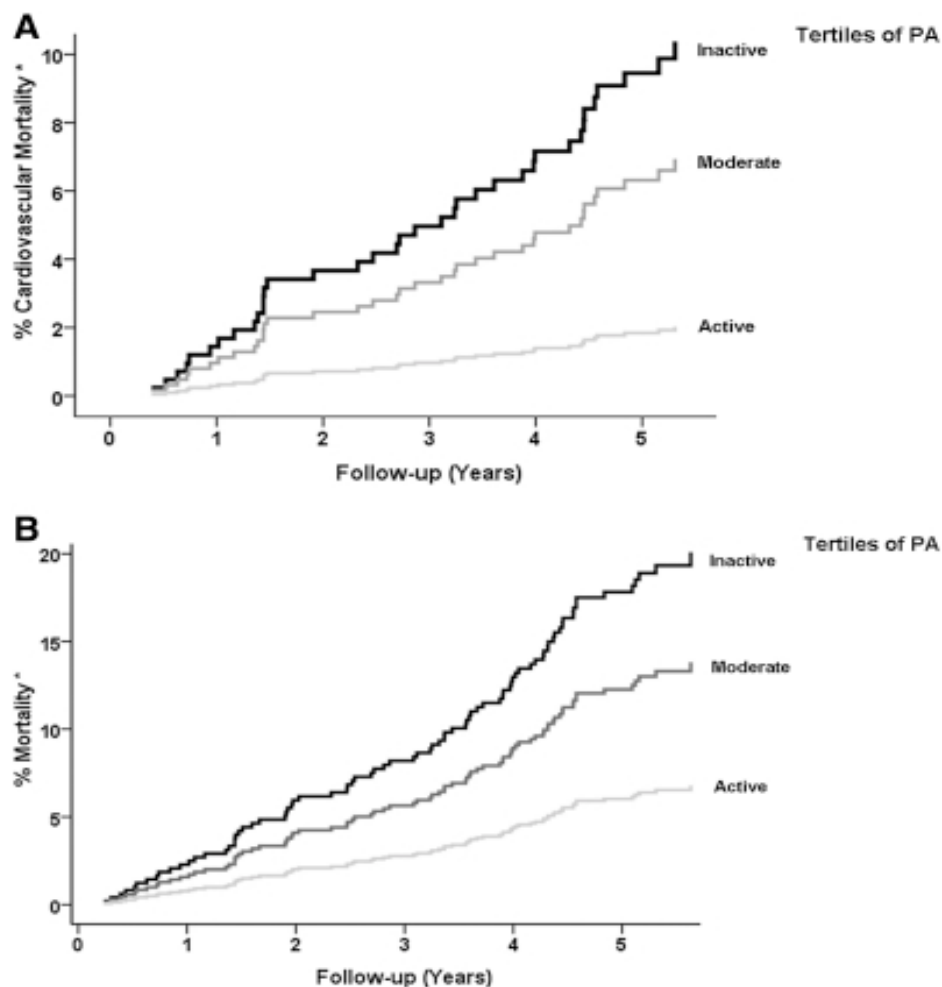 A
Tertiles of PA
Inactive
Moderate
Active
% Cardiovascular Mortality *
10
8
6
4
2
0
0 1 2 3 4 5
Follow-up (Years)
B
Tertiles of PA
Inactive
Moderate
Active
% Mortality *
20
15
10
5
0
0 1 2 3 4 5
Follow-up (Years)